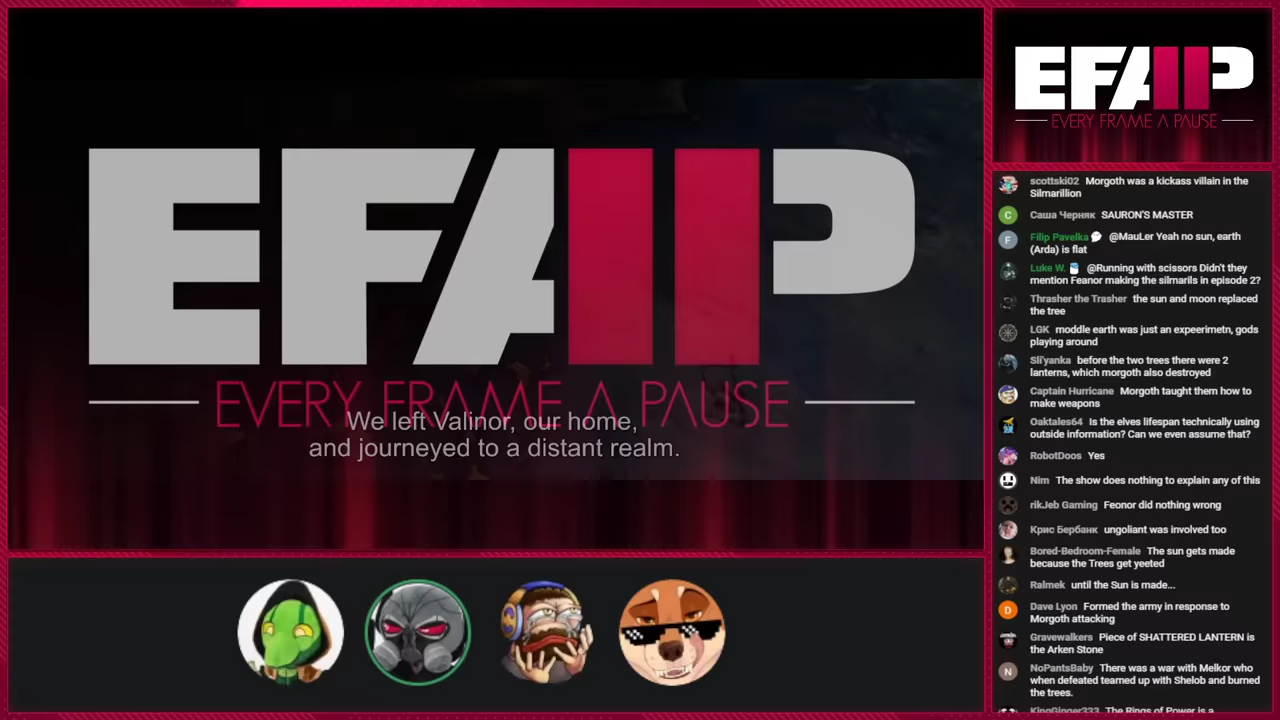 EFAP
EVERY FRAME A PAUSE
We left Valinor, our home,
and journeyed to a distant realm.
EFAP
EVERY FRAME A PAUSE
scottski02 Morgoth was a kickass villain in the
Silmarillion
C
Саша Черняк SAURON'S MASTER
F
Filip Pavelka @MauLer Yeah no sun, earth
(Arda) is flat
Luke W. @Running with scissors Didn't they
mention Feanor making the silmarils in episode 2?
Thrasher the Trasher the sun and moon replaced
the tree
LGK moddle earth was just an expeerimetn, gods
playing around
Sli'yanka before the two trees there were 2
lanterns, which morgoth also destroyed
Captain Hurricane Morgoth taught them how to
make weapons
Oaktales64 Is the elves lifespan technically using
outside information? Can we even assume that?
RobotDoos Yes
Nim The show does nothing to explain any of this
rikJeb Gaming Feonor did nothing wrong
Крис Бербанк ungoliant was involved too
Bored-Bedroom-Female The sun gets made
because the Trees get yeeted
Ralmek until the Sun is made...
D
Dave Lyon Formed the army in response to
Morgoth attacking
Gravewalkers Piece of SHATTERED LANTERN is
the Arken Stone
N
NoPantsBaby There was a war with Melkor who
when defeated teamed up with Shelob and burned
the trees.
KingGinger333 The Rings of Power is a